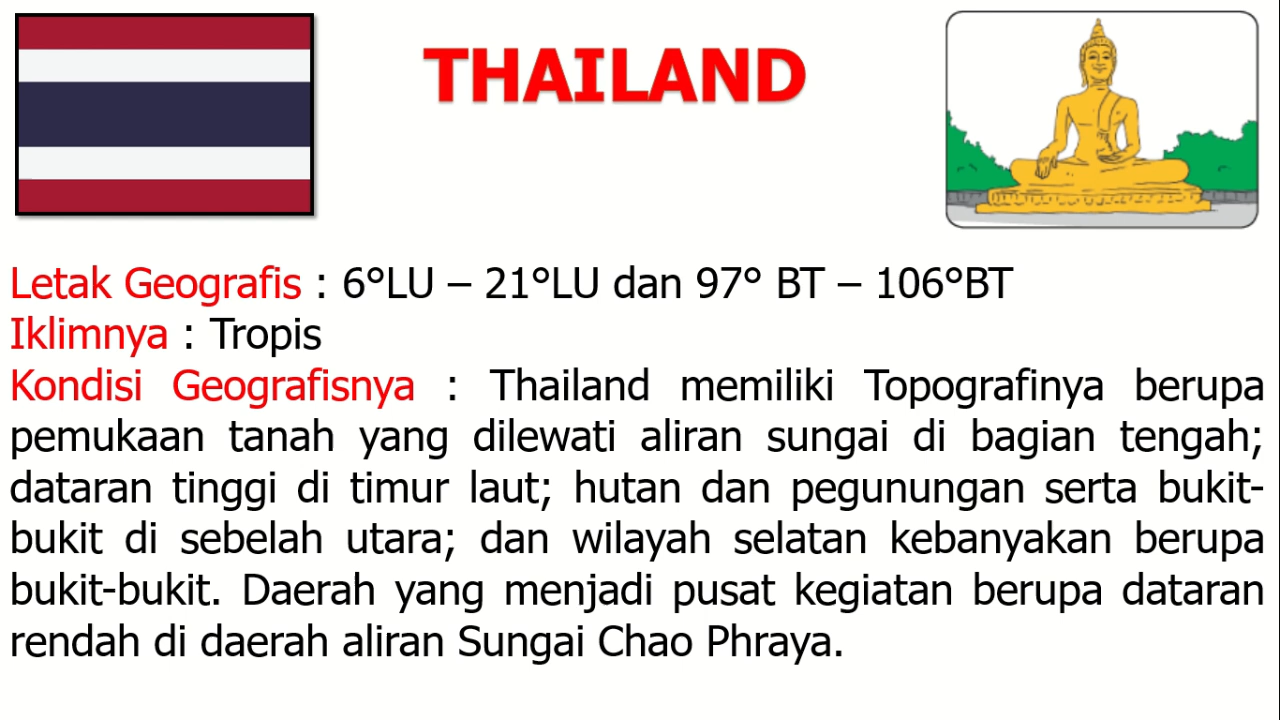 THAILAND
Letak Geografis : 6°LU – 21°LU dan 97° BT – 106°BT
Iklimnya : Tropis
Kondisi Geografisnya : Thailand memiliki Topografinya berupa
pemukaan tanah yang dilewati aliran sungai di bagian tengah;
dataran tinggi di timur laut; hutan dan pegunungan serta bukit-
bukit di sebelah utara; dan wilayah selatan kebanyakan berupa
bukit-bukit. Daerah yang menjadi pusat kegiatan berupa dataran
rendah di daerah aliran Sungai Chao Phraya.